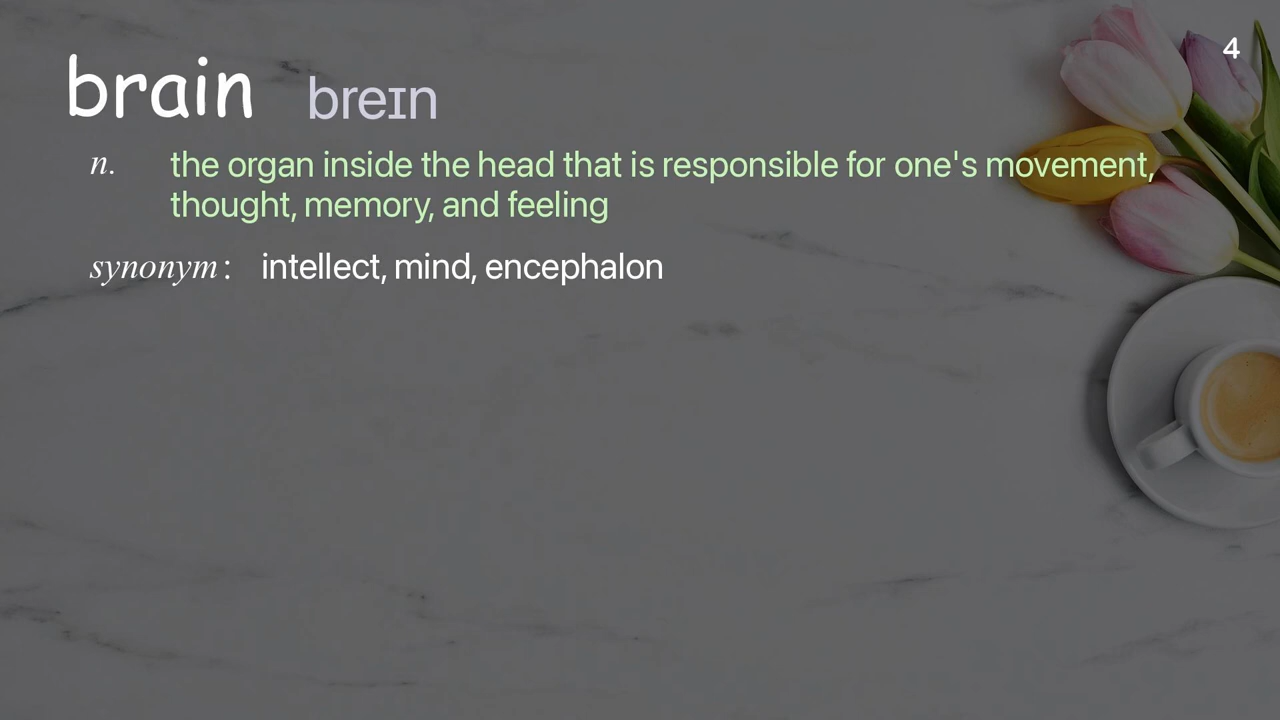 4
brain breɪn
n. the organ inside the head that is responsible for one's movement,
thought, memory, and feeling
synonym: intellect, mind, encephalon